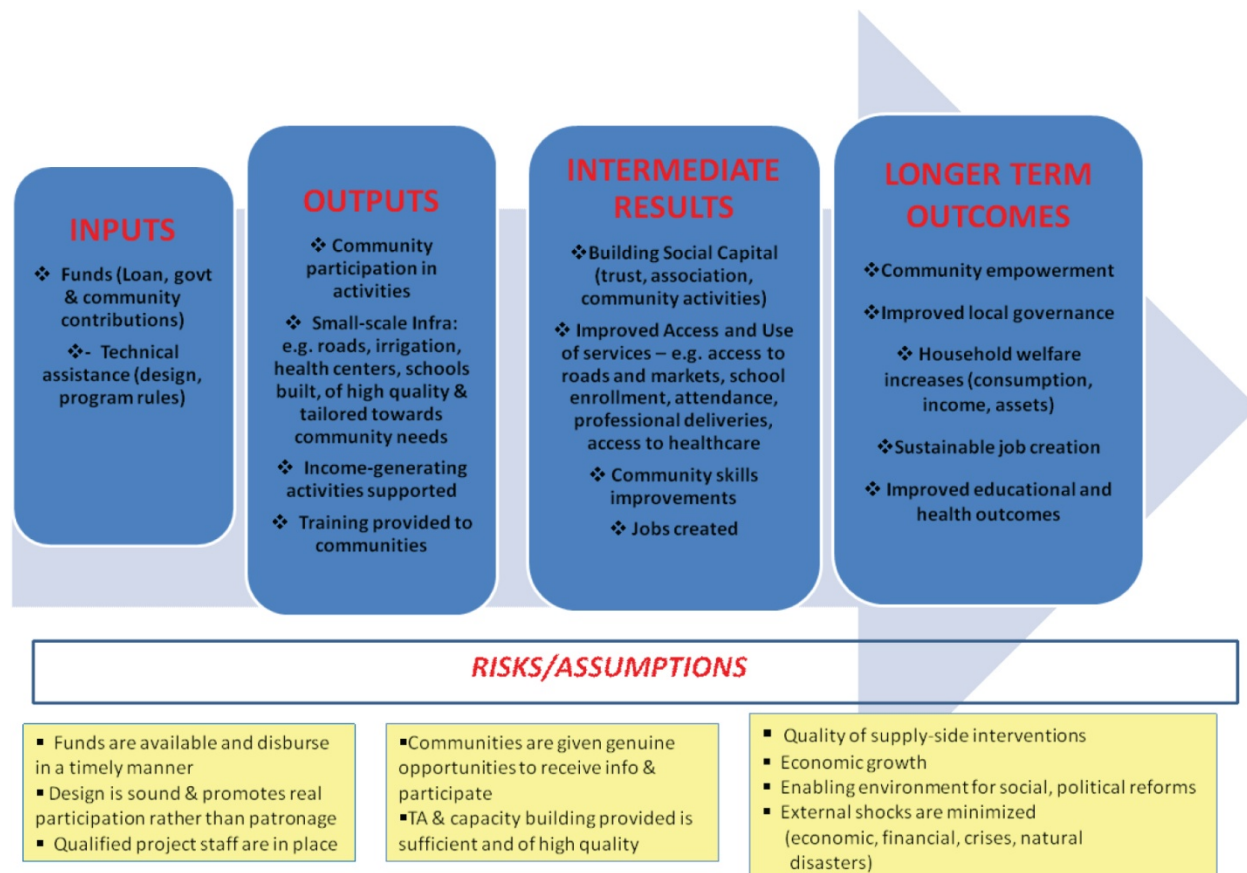 INPUTS
❖ Funds (Loan, govt
& community
contributions)
❖- Technical
assistance (design,
program rules)
OUTPUTS
❖ Community
participation in
activities
❖ Small-scale Infra:
e.g. roads, irrigation,
health centers, schools
built, of high quality &
tailored towards
community needs
❖ Income-generating
activities supported
❖ Training provided to
communities
INTERMEDIATE
RESULTS
❖Building Social Capital
(trust, association,
community activities)
❖ Improved Access and Use
of services – e.g. access to
roads and markets, school
enrollment, attendance,
professional deliveries,
access to healthcare
❖ Community skills
improvements
❖ Jobs created
LONGER TERM
OUTCOMES
❖Community empowerment
❖Improved local governance
❖ Household welfare
increases (consumption,
income, assets)
❖Sustainable job creation
❖ Improved educational and
health outcomes
RISKS/ASSUMPTIONS
▪ Funds are available and disburse
in a timely manner
▪ Design is sound & promotes real
participation rather than patronage
▪ Qualified project staff are in place
▪Communities are given genuine
opportunities to receive info &
participate
▪TA & capacity building provided is
sufficient and of high quality
▪ Quality of supply-side interventions
▪ Economic growth
▪ Enabling environment for social, political reforms
▪ External shocks are minimized
(economic, financial, crises, natural
disasters)